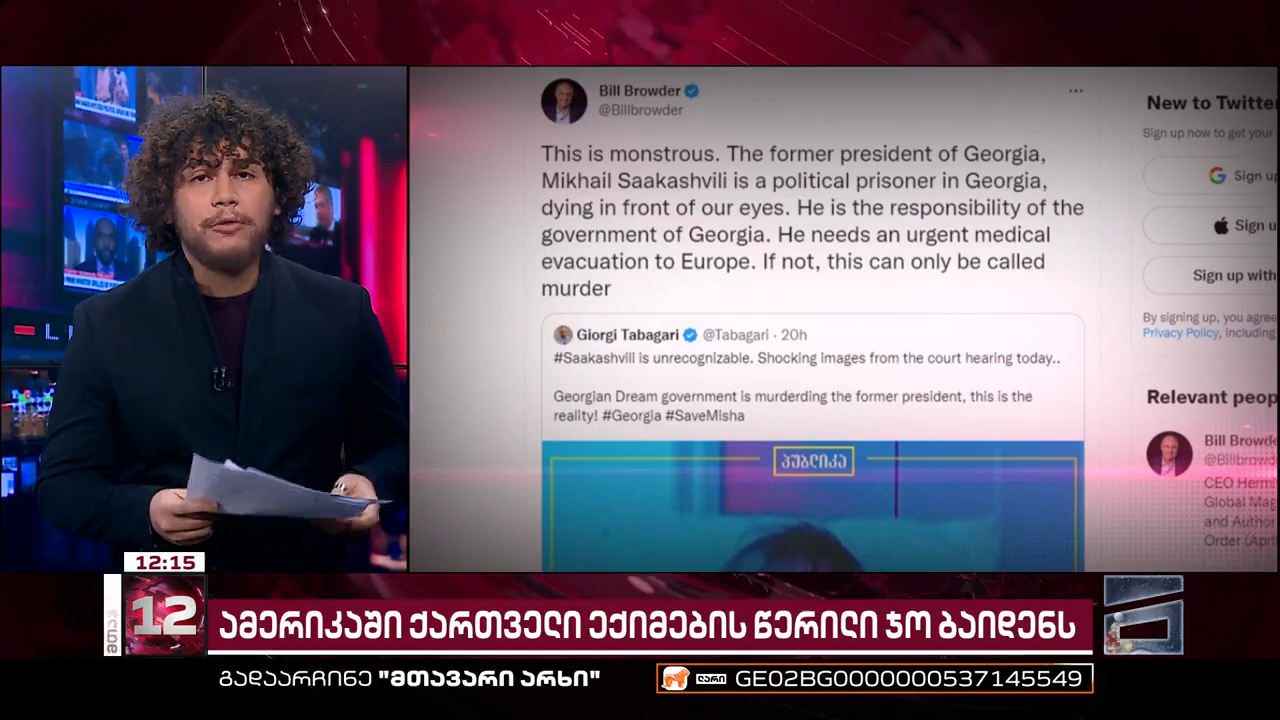 Bill Browder
@Billbrowder
This is monstrous. The former president of Georgia,
Mikhail Saakashvili is a political prisoner in Georgia,
dying in front of our eyes. He is the responsibility of the
government of Georgia. He needs an urgent medical
evacuation to Europe. If not, this can only be called
murder
Giorgi Tabagari @Tabagari · 20h
#Saakashvili is unrecognizable. Shocking images from the court hearing today..
Georgian Dream government is murderding the former president, this is the
reality! #Georgia #SaveMisha
ᲞᲣᲑᲚᲘᲙᲐ
New to Twitter
Sign up now to get your
Sign up
Sign u
Sign up with
By signing up, you agree
Privacy Policy, including
Relevant peop
Bill Browde
@Billbrowd
CEO Hermi
Global Mag
and Author
Order (Apri
12:15
12
ᲐᲛᲔᲠᲘᲙᲐᲨᲘ ᲥᲐᲠᲗᲕᲔᲚᲘ ᲔᲥᲘᲛᲔᲑᲘᲡ ᲬᲔᲠᲘᲚᲘ ᲯᲝ ᲑᲐᲘᲓᲔᲜᲡ
ᲒᲐᲓᲐᲐᲠᲩᲘᲜᲔ "ᲛᲗᲐᲕᲐᲠᲘ ᲐᲠᲮᲘ"
ᲚᲐᲠᲘ GE02BG0000000537145549